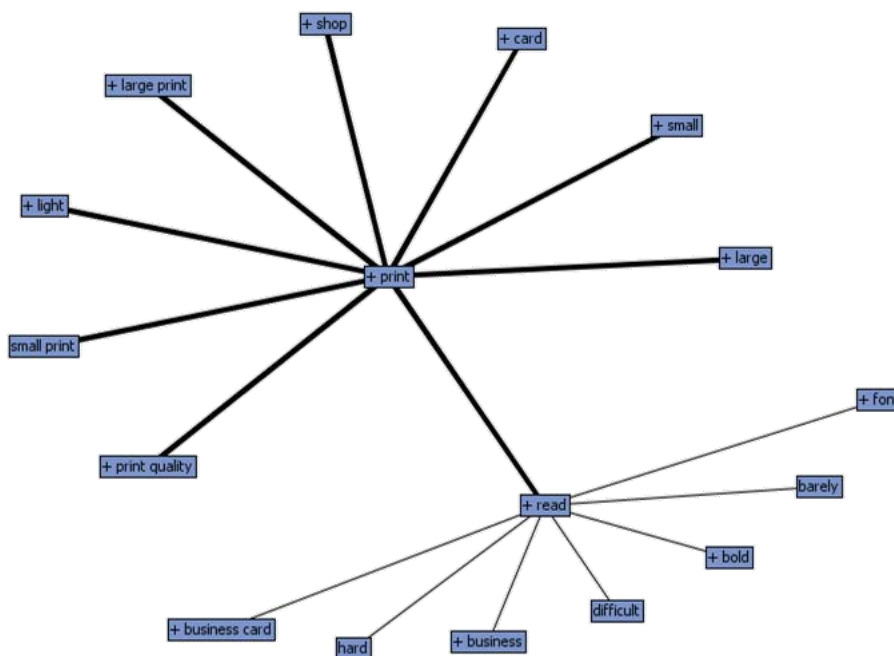 + shop
+ card
+ large print
+ small
+ light
+ large
+ print
small print
+ fon
+ print quality
barely
+ read
+ bold
difficult
+ business card
+ business
hard